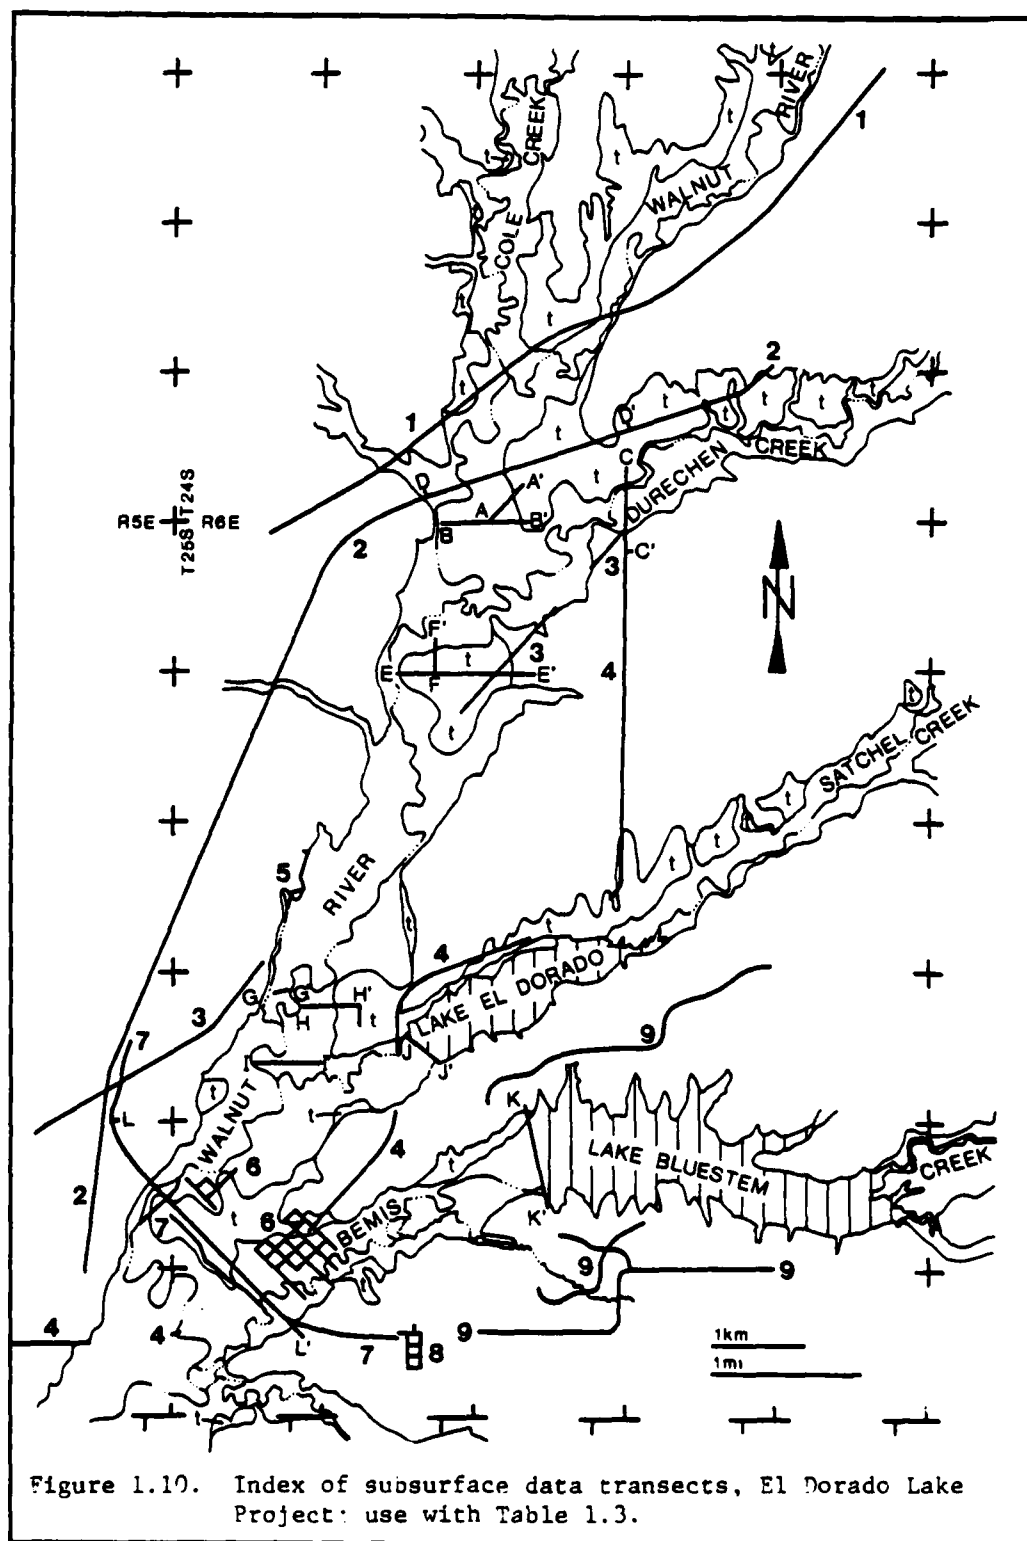 RIVER
1
t
CREEK
t
t
WALNUT
COLE
t
t
2
t
t
t
t
t
1
D'
t
D
t
C
CREEK
A'
DURECHEN
T24S
R5E
R6E
A
B'
B
T25S
2
C'
3
N
F'
t
3
4
E
F
E'
t
t
SATCHEL CREEK
t
t
t
5
RIVER
t
t
4
LAKE EL DORADO
G
G'
H'
H
t
3
7
9
I
J
J'
K
t
t
L
WALNUT
4
LAKE BLUESTEM
CREEK
6
t
2
t
6
BEMIS
K'
7
9
9
4
4
L'
7
8
9
1km
1mi
t
Figure 1.10. Index of subsurface data transects, El Dorado Lake
Project; use with Table 1.3.